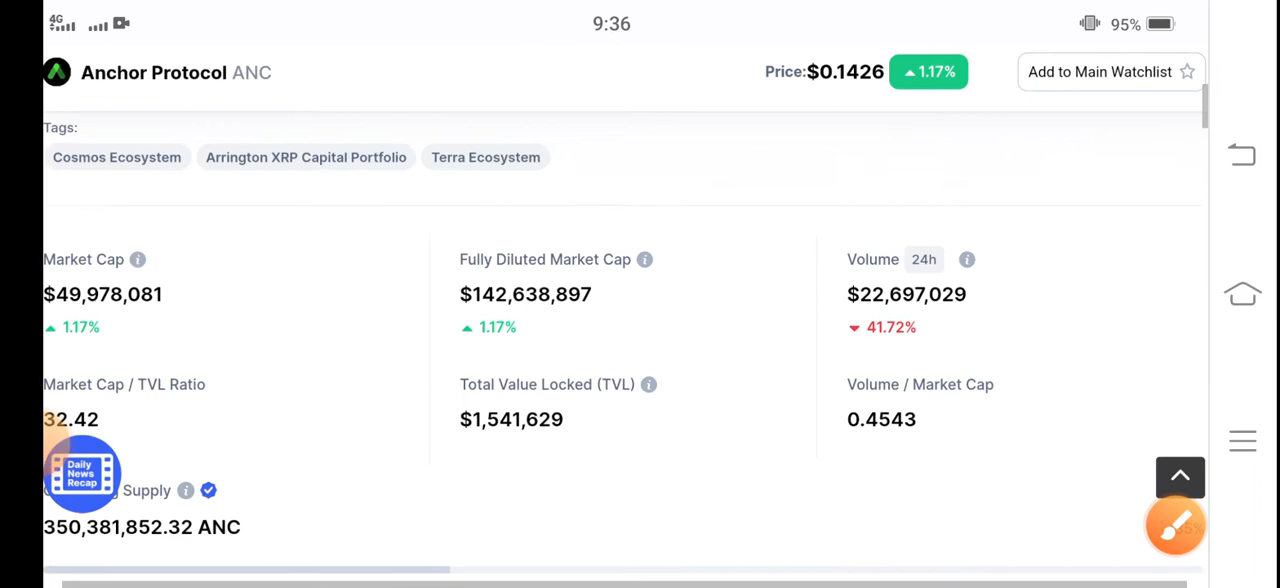 4G 9:36 95%
Anchor Protocol ANC Price:$0.1426 1.17% Add to Main Watchlist
Tags:
Cosmos Ecosystem Arrington XRP Capital Portfolio Terra Ecosystem
Market Cap Fully Diluted Market Cap Volume 24h
$49,978,081 $142,638,897 $22,697,029
1.17% 1.17% 41.72%
Market Cap / TVL Ratio Total Value Locked (TVL) Volume / Market Cap
32.42 $1,541,629 0.4543
Daily
News
Recap
Supply
350,381,852.32 ANC